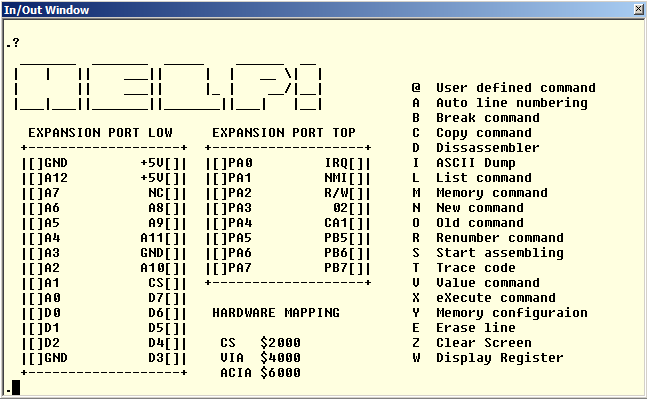 In/Out Window
.?
HELP!
EXPANSION PORT LOW
[]GND +5V[]
[]A12 +5V[]
[]A7 NC[]
[]A6 A8[]
[]A5 A9[]
[]A4 A11[]
[]A3 GND[]
[]A2 A10[]
[]A1 CS[]
[]A0 D7[]
[]D0 D6[]
[]D1 D5[]
[]D2 D4[]
[]GND D3[]
EXPANSION PORT TOP
[]PA0 IRQ[]
[]PA1 NMI[]
[]PA2 R/W[]
[]PA3 02[]
[]PA4 CA1[]
[]PA5 PB5[]
[]PA6 PB6[]
[]PA7 PB7[]
HARDWARE MAPPING
CS $2000
VIA $4000
ACIA $6000
@ User defined command
A Auto line numbering
B Break command
C Copy command
D Dissassembler
I ASCII Dump
L List command
M Memory command
N New command
O Old command
R Renumber command
S Start assembling
T Trace code
V Value command
X eXecute command
Y Memory configuraion
E Erase line
Z Clear Screen
W Display Register
.